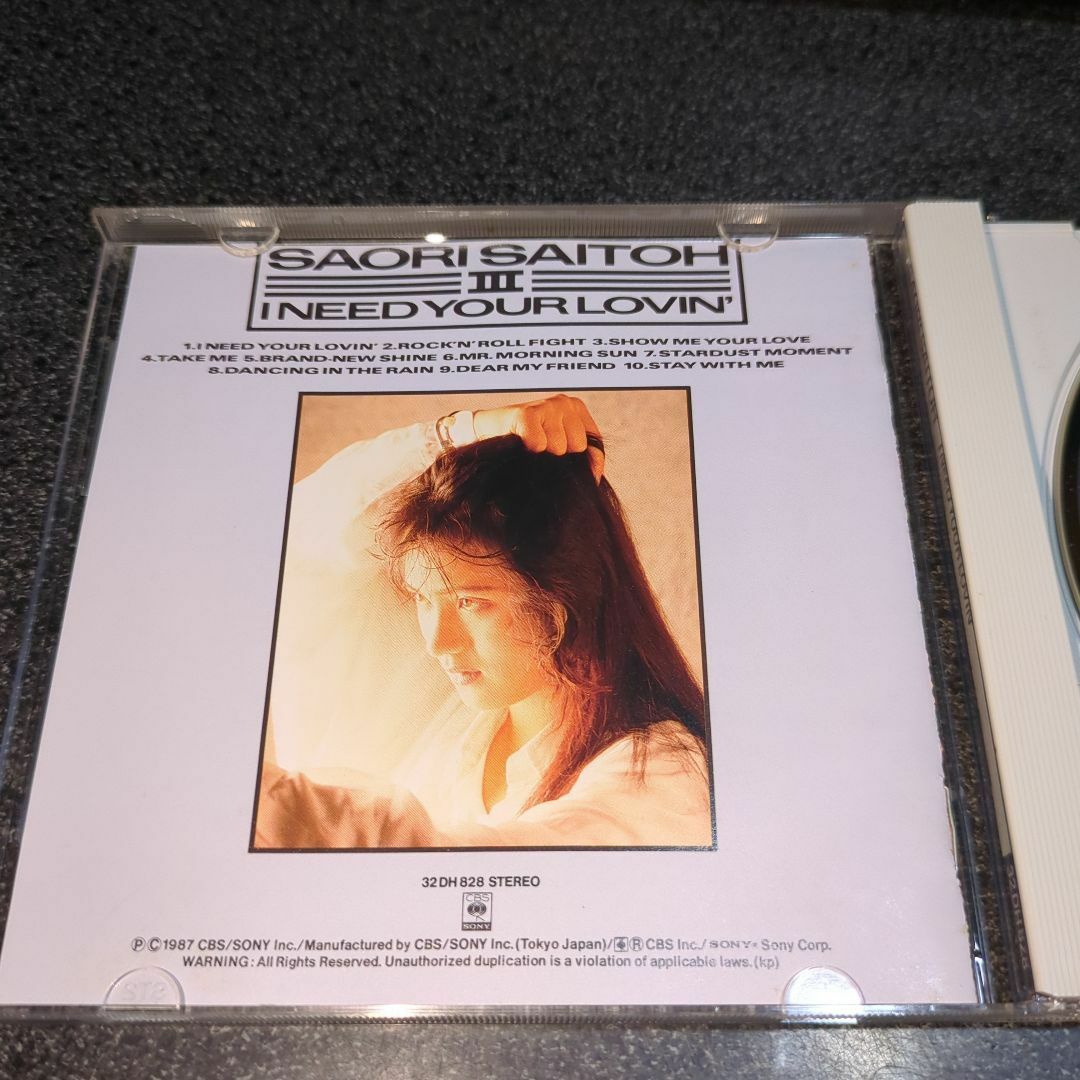 SAORI SAITOH
III
I NEED YOUR LOVIN'
1.I NEED YOUR LOVIN' 2.ROCK'N'ROLL FIGHT 3.SHOW ME YOUR LOVE
4.TAKE ME 5.BRAND-NEW SHINE 6.MR. MORNING SUN 7.STARDUST MOMENT
8.DANCING IN THE RAIN 9.DEAR MY FRIEND 10.STAY WITH ME
32DH 828 STEREO
CBS
SONY
Ⓟ©1987 CBS/SONY Inc./Manufactured by CBS/SONY Inc.(Tokyo Japan)/®CBS Inc./SONY® Sony Corp.
WARNING: All Rights Reserved. Unauthorized duplication is a violation of applicable laws.(kp)